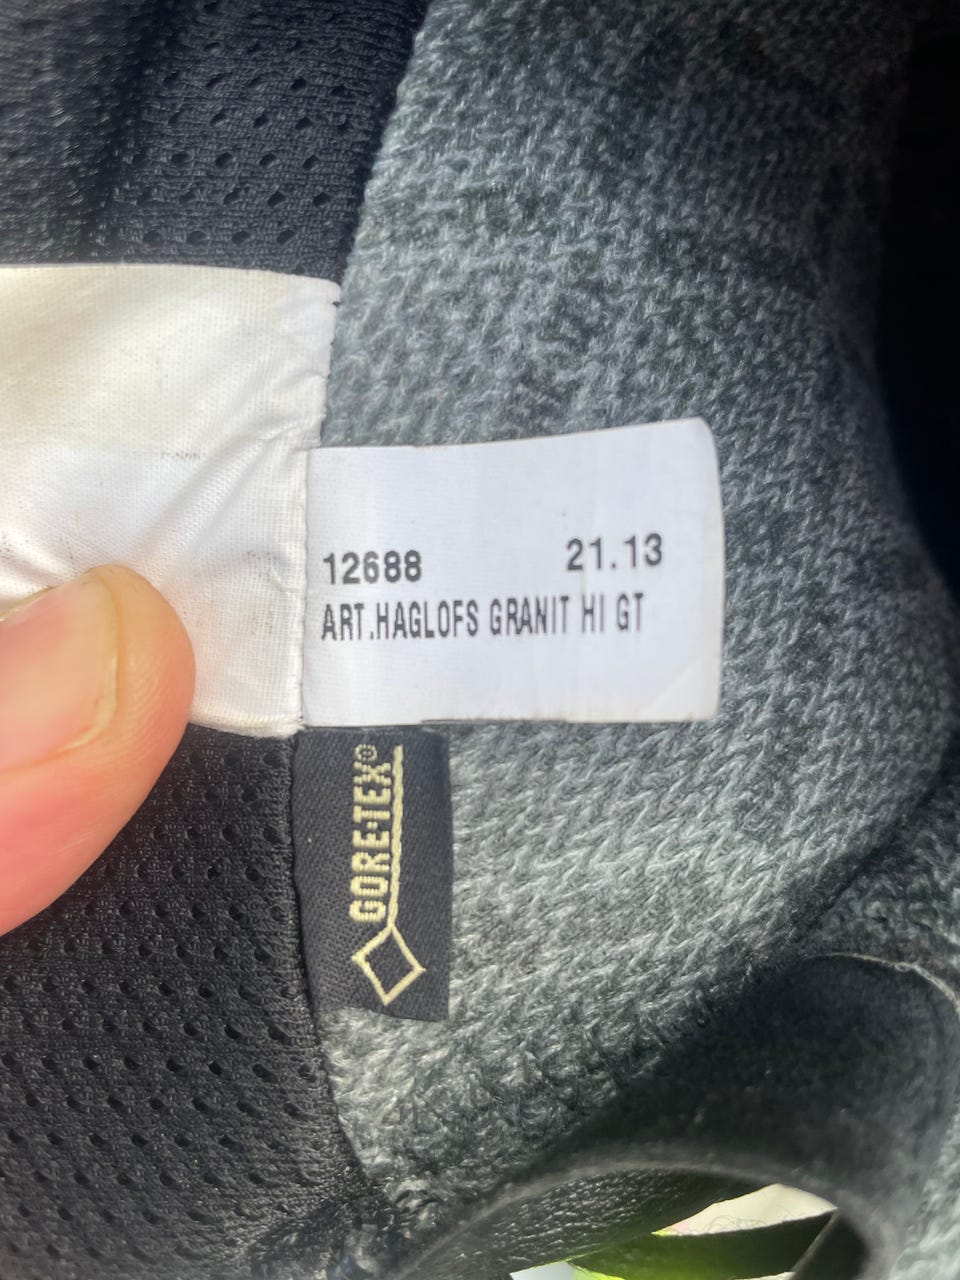 12688 21.13
ART.HAGLOFS GRANIT HI GT
GORE-TEX®